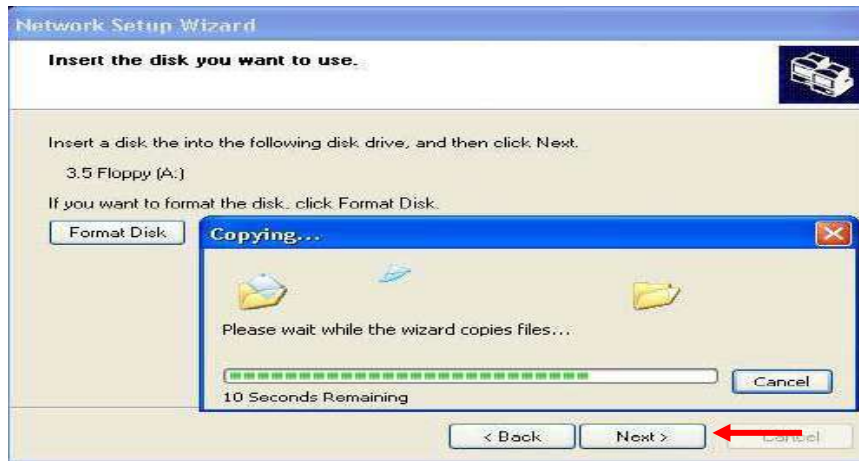 Network Setup Wizard
Insert the disk you want to use.
Insert a disk the into the following disk drive, and then click Next.
3.5 Floppy (A:)
If you want to format the disk, click Format Disk.
Format Disk
Copying...
Please wait while the wizard copies files...
10 Seconds Remaining
Cancel
< Back Next > Cancel